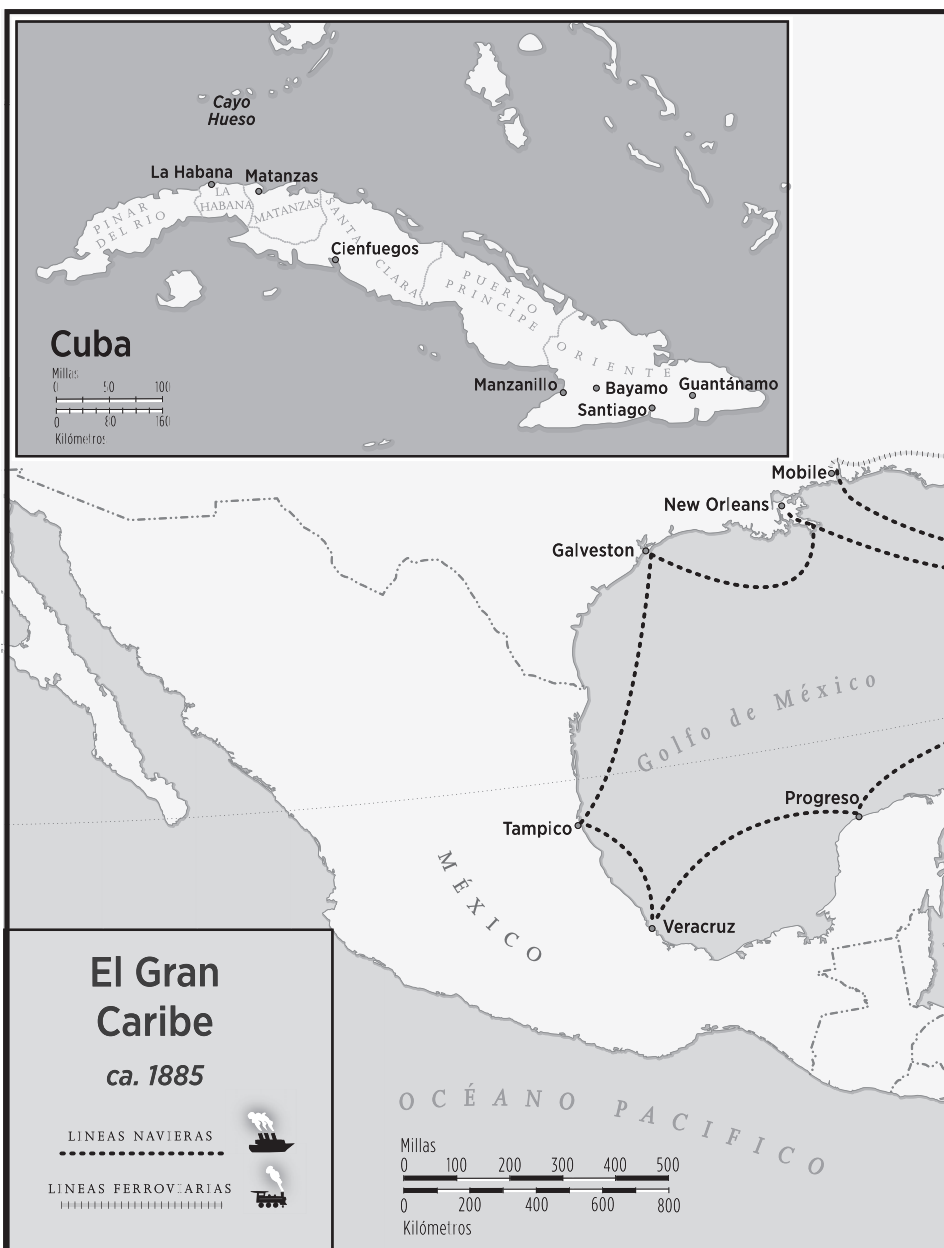 Cayo
Hueso
La Habana
Matanzas
LA
HABANA
MATANZAS
PINAR
DEL RIO
SANTA
CLARA
Cienfuegos
PUERTO
PRINCIPE
ORIENTE
Manzanillo
Bayamo
Guantánamo
Santiago
Cuba
Millas
0 50 100
0 80 160
Kilómetros
Mobile
New Orleans
Galveston
Golfo de México
Progreso
Tampico
MÉXICO
Veracruz
El Gran
Caribe
ca. 1885
LINEAS NAVIERAS
LINEAS FERROVIARIAS
OCÉANO PACIFICO
Millas
0 100 200 300 400 500
0 200 400 600 800
Kilómetros